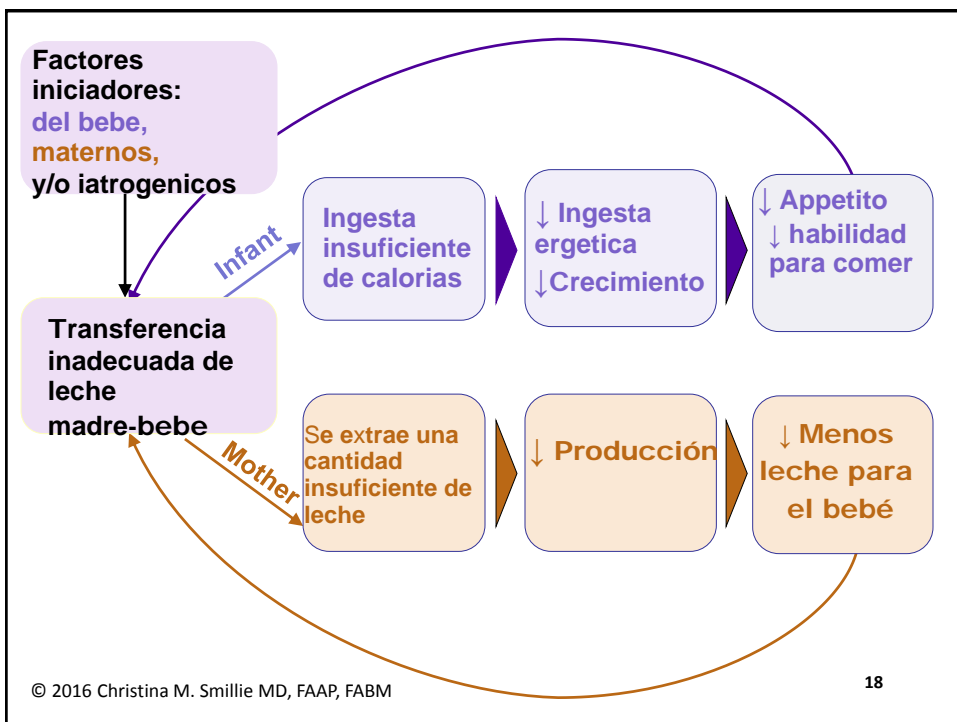 Factores
iniciadores:
del bebe,
maternos,
y/o iatrogenicos
Infant
Ingesta
insuficiente
de calorias
↓ Ingesta
ergetica
↓Crecimiento
↓ Appetito
↓ habilidad
para comer
Transferencia
inadecuada de
leche
madre-bebe
Mother
Se extrae una
cantidad
insuficiente de
leche
↓ Producción
↓ Menos
leche para
el bebé
© 2016 Christina M. Smillie MD, FAAP, FABM
18